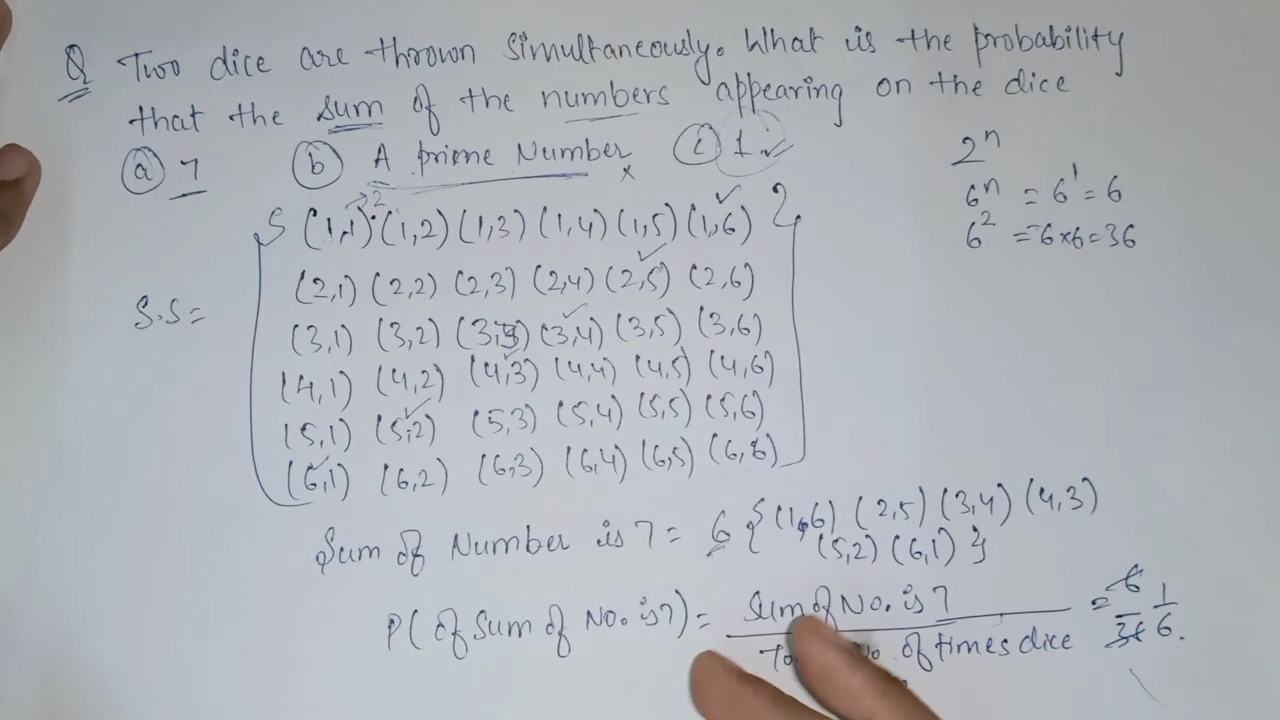 Q Two dice are thrown simultaneously. What is the probability
that the sum of the numbers appearing on the dice
(a) 7 (b) A prime Number (c) 1
2ⁿ
6ⁿ = 6¹ = 6
6² = 6×6=36
{ (1,1) 2 (1,2) (1,3) (1,4) (1,5) (1,6) }
(2,1) (2,2) (2,3) (2,4) (2,5) (2,6)
S.S =
(3,1) (3,2) (3,3) (3,4) (3,5) (3,6)
(4,1) (4,2) (4,3) (4,4) (4,5) (4,6)
(5,1) (5,2) (5,3) (5,4) (5,5) (5,6)
(6,1) (6,2) (6,3) (6,4) (6,5) (6,6)
Sum of Number is 7 = 6 { (1,6) (2,5) (3,4) (4,3)
(5,2) (6,1) }
P( of Sum of No. is 7) = Sum of No. is 7 = 6 1
of times dice 36 6.